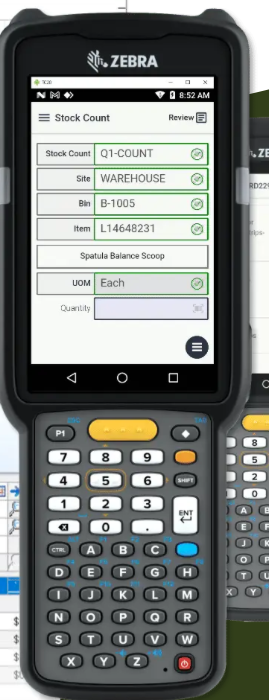 ZEBRA
TC20
8:52 AM
Stock Count Review
Stock Count Q1-COUNT
Site WAREHOUSE
Bin B-1005
Item L14648231
Spatula Balance Scoop
UOM Each
Quantity
P1
7 8 9
4 5 6 SHIFT
1 2 3 ENT
0 .
CTRL A B C
D E F G H
I J K L M
N O P Q R
S T U V W
X Y Z